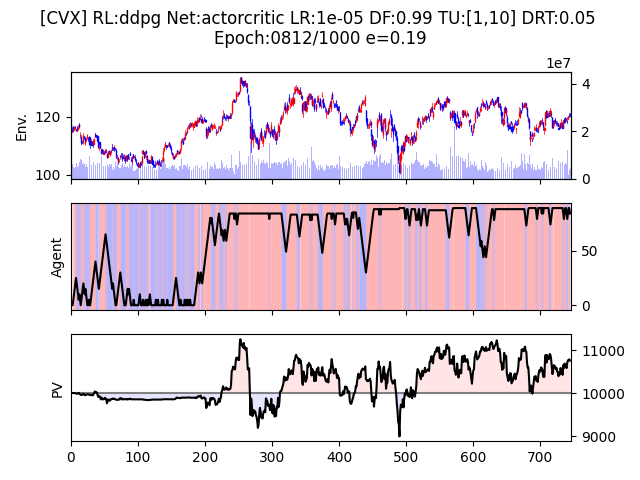 [CVX] RL:ddpg Net:actorcritic LR:1e-05 DF:0.99 TU:[1,10] DRT:0.05
Epoch:0812/1000 e=0.19
1e7
Env.
120
100
4
2
0
Agent
50
0
PV
11000
10000
9000
0 100 200 300 400 500 600 700